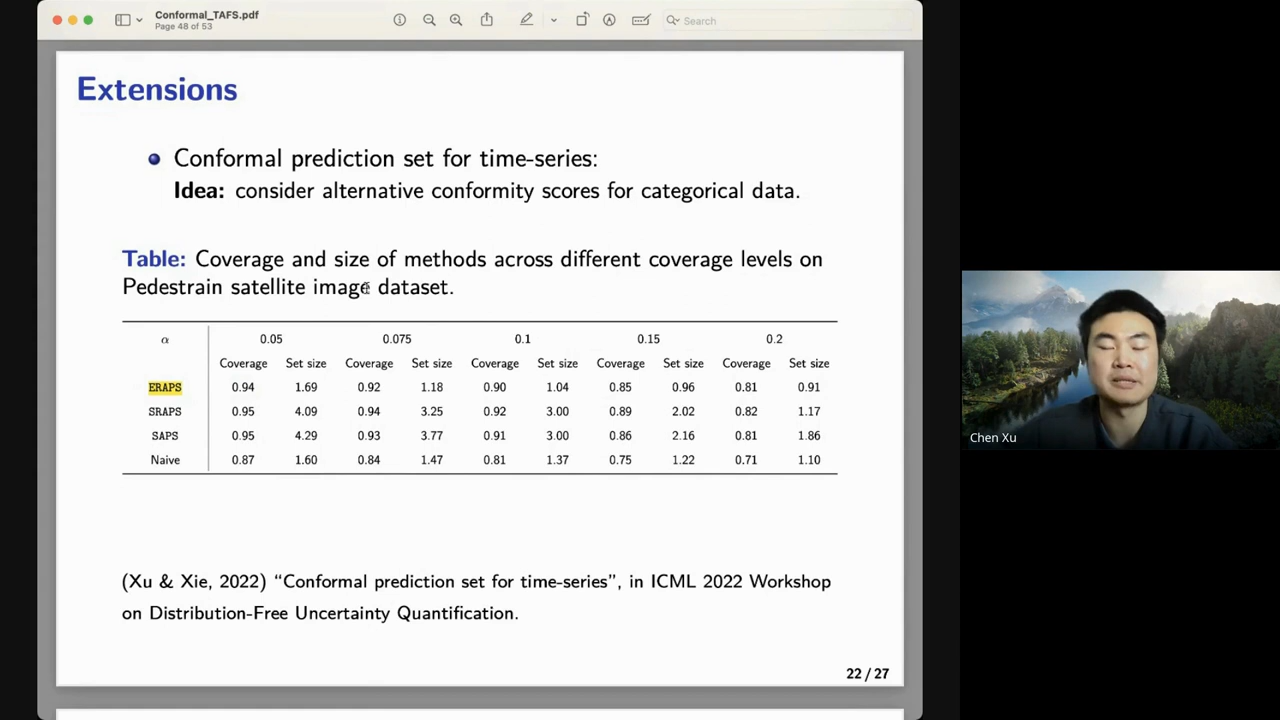 Conformal_TAFS.pdf
Page 48 of 53
Search
Extensions
Conformal prediction set for time-series:
Idea: consider alternative conformity scores for categorical data.
Table: Coverage and size of methods across different coverage levels on
Pedestrain satellite image dataset.
α 0.05 0.075 0.1 0.15 0.2
Coverage Set size Coverage Set size Coverage Set size Coverage Set size Coverage Set size
ERAPS 0.94 1.69 0.92 1.18 0.90 1.04 0.85 0.96 0.81 0.91
SRAPS 0.95 4.09 0.94 3.25 0.92 3.00 0.89 2.02 0.82 1.17
SAPS 0.95 4.29 0.93 3.77 0.91 3.00 0.86 2.16 0.81 1.86
Naive 0.87 1.60 0.84 1.47 0.81 1.37 0.75 1.22 0.71 1.10
(Xu & Xie, 2022) “Conformal prediction set for time-series”, in ICML 2022 Workshop
on Distribution-Free Uncertainty Quantification.
22 / 27
Chen Xu